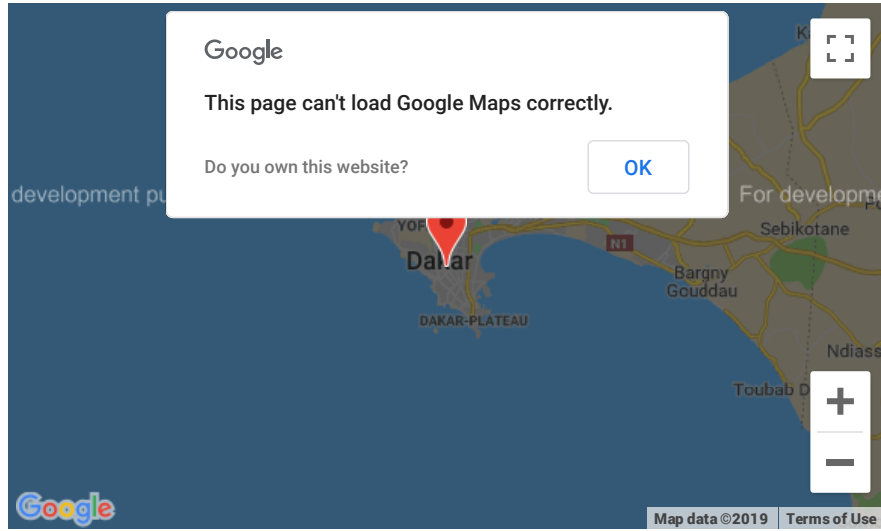 Google
This page can't load Google Maps correctly.
Do you own this website?
OK
development pu
For developme
Sebikotane
YOF
N1
Dakar
Bargny
Gouddau
DAKAR-PLATEAU
Ndiass
Toubab D
Google
Map data ©2019
Terms of Use